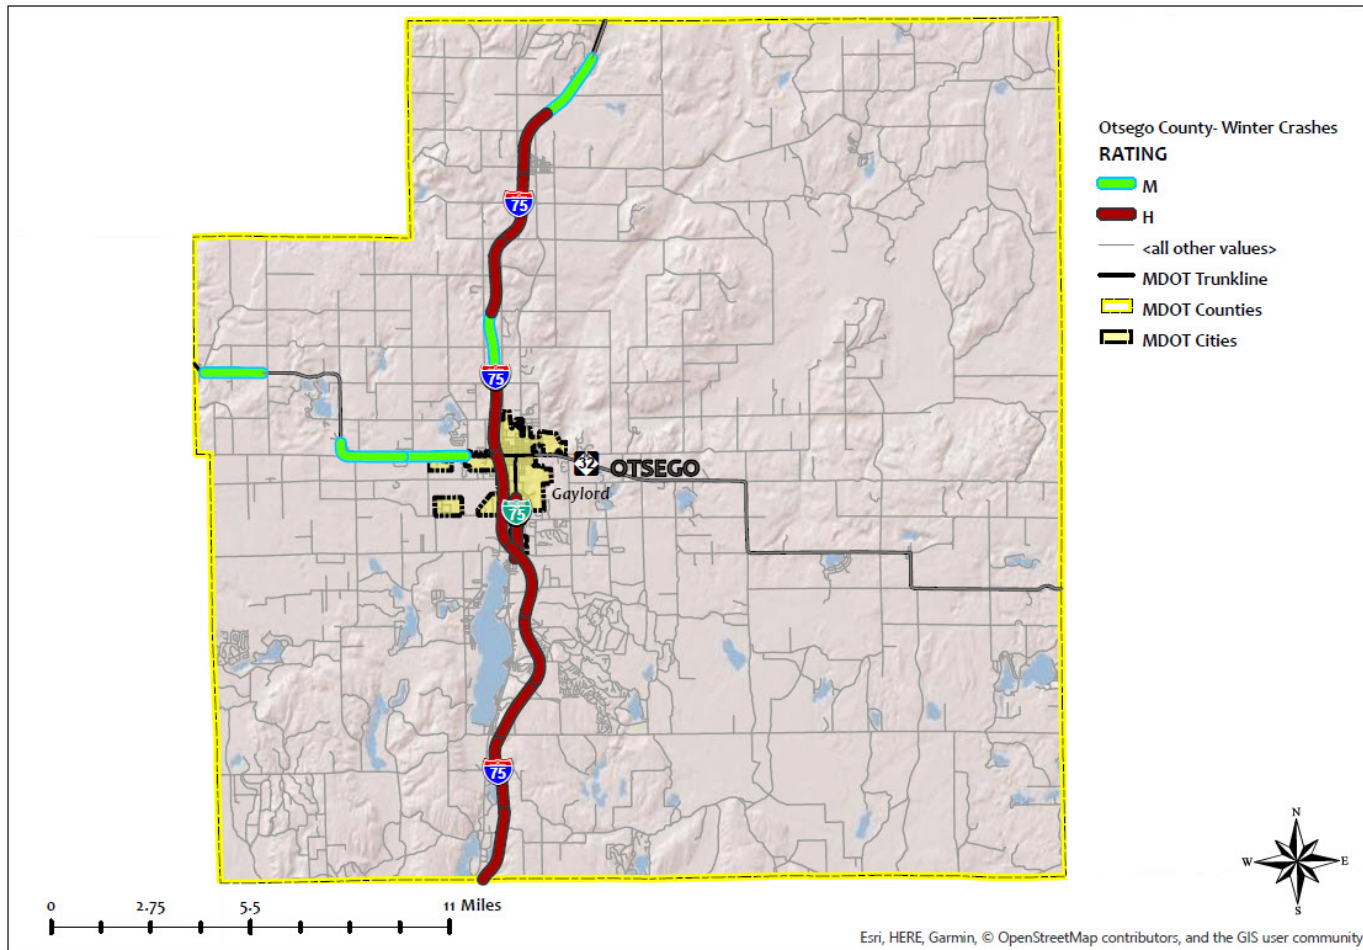 Otsego County- Winter Crashes
RATING
M
H
<all other values>
MDOT Trunkline
MDOT Counties
MDOT Cities
75
75
32
OTSEGO
Gaylord
75
75
N
W
E
S
0
2.75
5.5
11 Miles
Esri, HERE, Garmin, © OpenStreetMap contributors, and the GIS user community